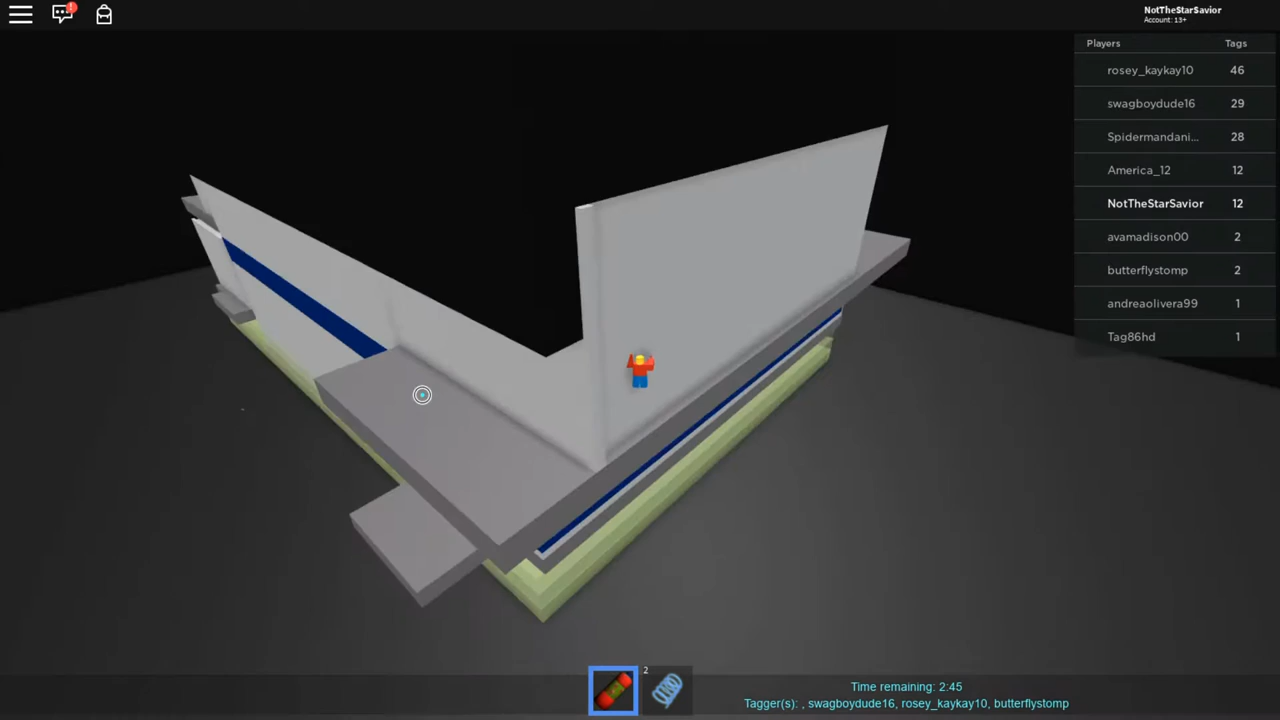 NotTheStarSavior
Account: 13+
Players Tags
rosey_kaykay10 46
swagboydude16 29
Spidermandani... 28
America_12 12
NotTheStarSavior 12
avamadison00 2
butterflystomp 2
andreaolivera99 1
Tag86hd 1
2
Time remaining: 2:45
Tagger(s): , swagboydude16, rosey_kaykay10, butterflystomp